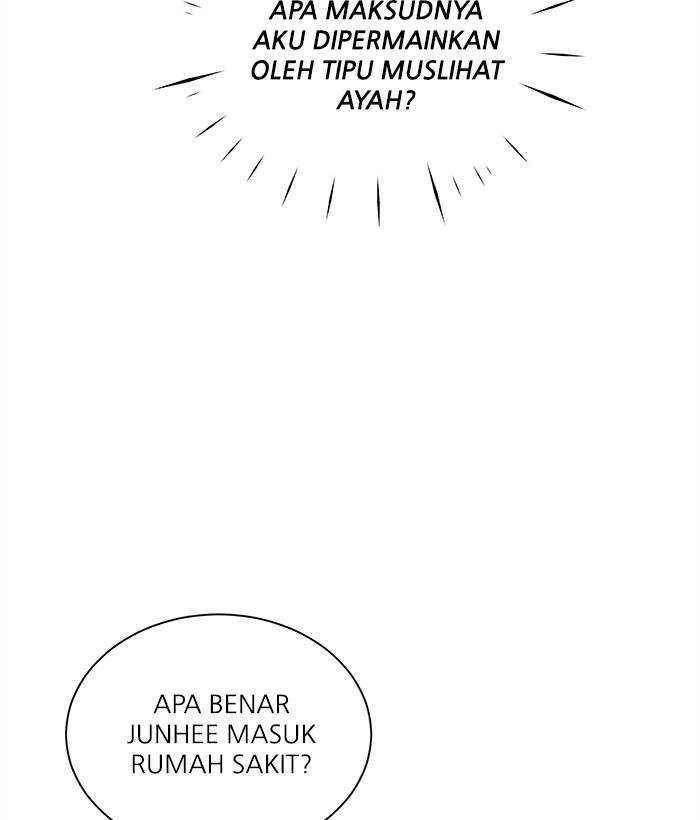 APA MAKSUDNYA
AKU DIPERMAINKAN
OLEH TIPU MUSLIHAT
AYAH?
APA BENAR
JUNHEE MASUK
RUMAH SAKIT?